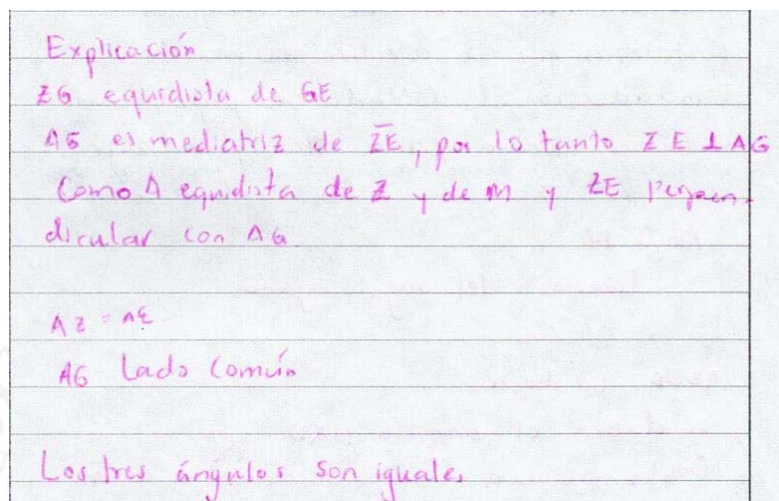 Explicación
ZG equidista de GE
AG es mediatriz de ZE, por lo tanto ZE ⊥ AG
Como A equidista de Z y de M y ZE perpen-
dicular con AG.
AZ = AE
AG Lado Común
Los tres ángulos son iguales